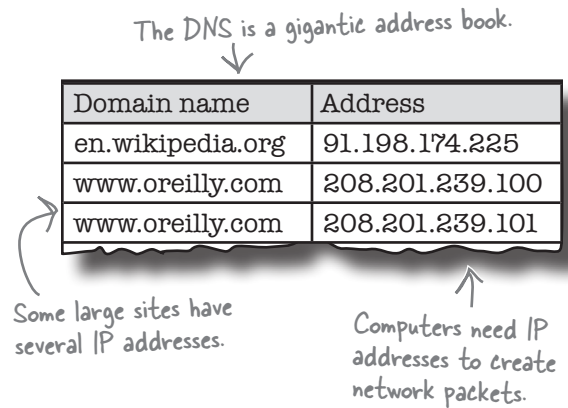 The DNS is a gigantic address book.
Domain name Address
en.wikipedia.org 91.198.174.225
www.oreilly.com 208.201.239.100
www.oreilly.com 208.201.239.101
Some large sites have
several IP addresses.
Computers need IP
addresses to create
network packets.